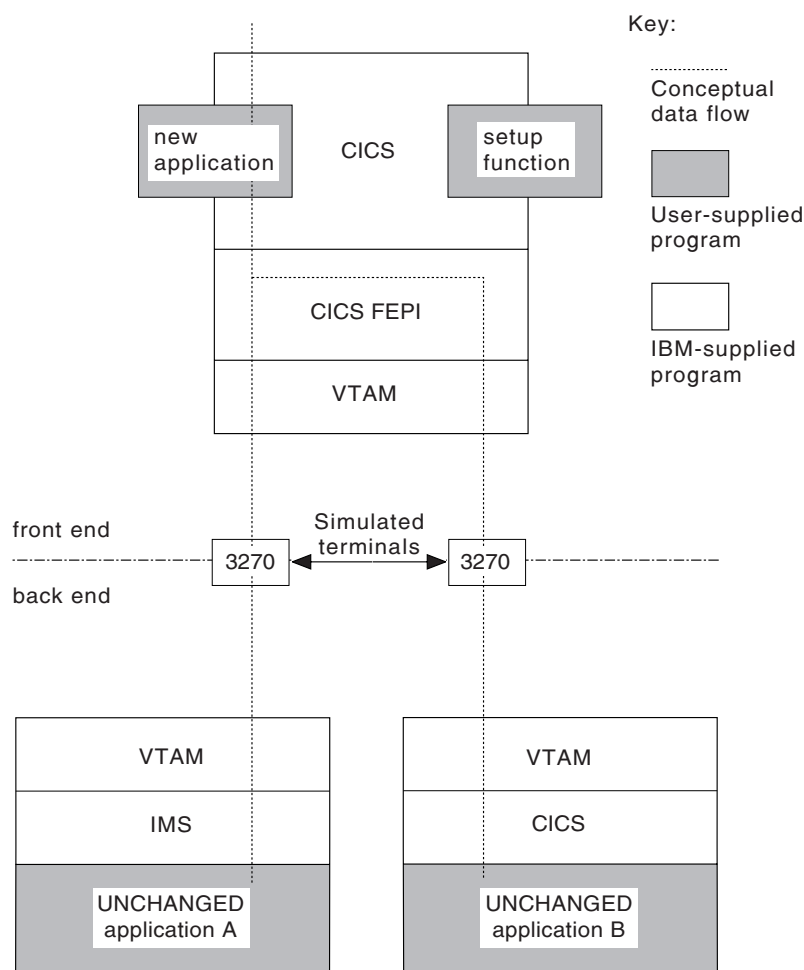 Key:
Conceptual
data flow
User-supplied
program
IBM-supplied
program
new
application
CICS
setup
function
CICS FEPI
VTAM
front end
Simulated
terminals
3270
3270
back end
VTAM
IMS
UNCHANGED
application A
VTAM
CICS
UNCHANGED
application B